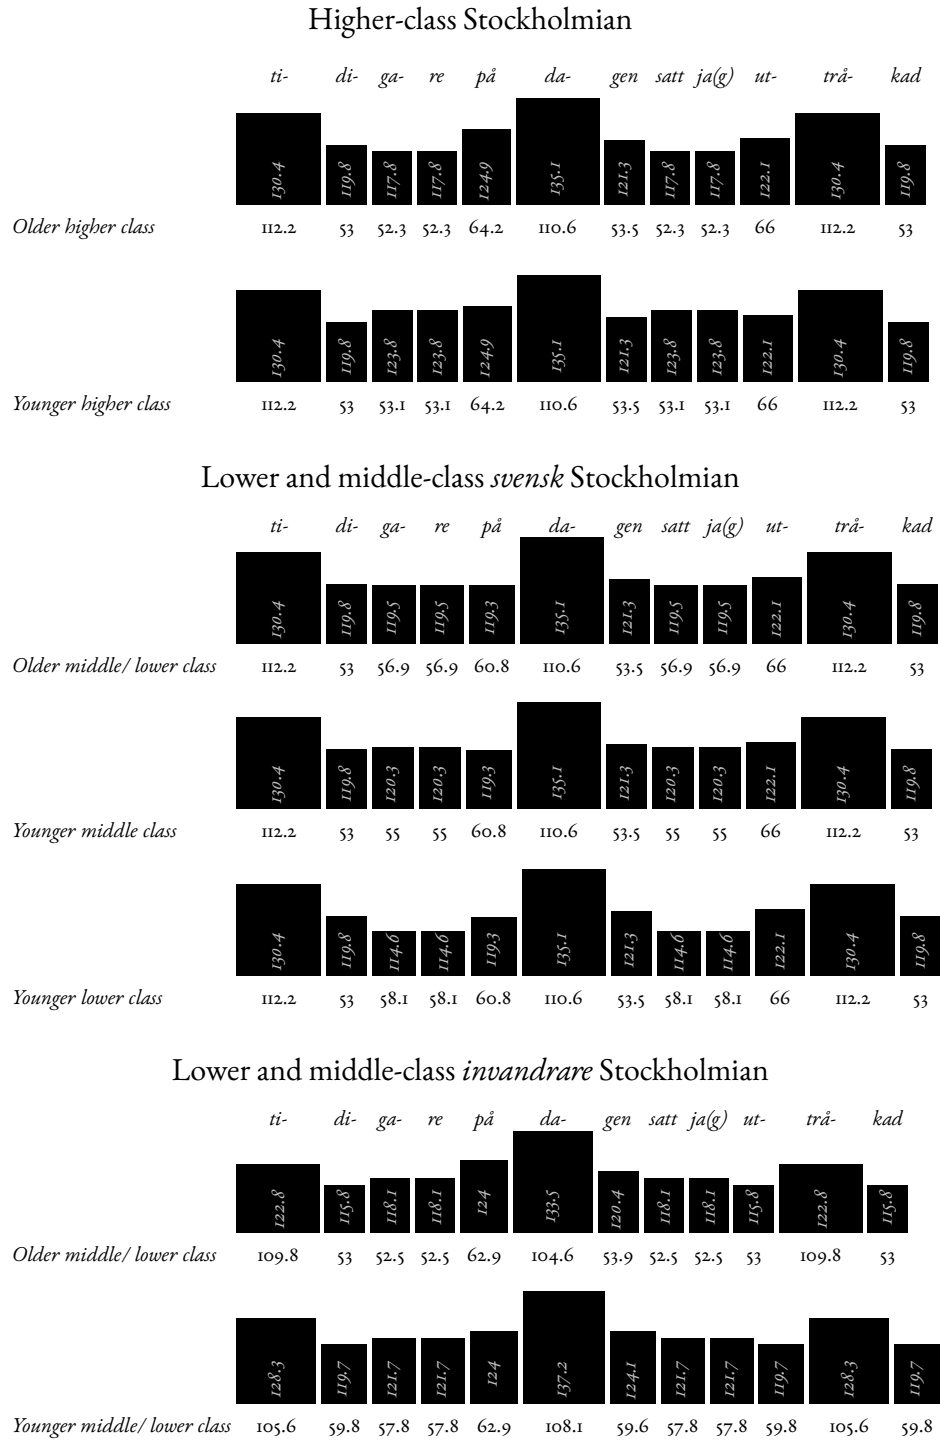 Higher-class Stockholmian
ti- di- ga- re på da- gen satt ja(g) ut- trå- kad
130.4 119.8 117.8 117.8 124.9 135.1 121.3 117.8 117.8 122.1 130.4 119.8
Older higher class 112.2 53 52.3 52.3 64.2 110.6 53.5 52.3 52.3 66 112.2 53
130.4 119.8 123.8 123.8 124.9 135.1 121.3 123.8 123.8 122.1 130.4 119.8
Younger higher class 112.2 53 53.1 53.1 64.2 110.6 53.5 53.1 53.1 66 112.2 53
Lower and middle-class svensk Stockholmian
ti- di- ga- re på da- gen satt ja(g) ut- trå- kad
130.4 119.8 119.5 119.5 119.3 135.1 121.3 119.5 119.5 122.1 130.4 119.8
Older middle/ lower class 112.2 53 56.9 56.9 60.8 110.6 53.5 56.9 56.9 66 112.2 53
130.4 119.8 120.3 120.3 119.3 135.1 121.3 120.3 120.3 122.1 130.4 119.8
Younger middle class 112.2 53 55 55 60.8 110.6 53.5 55 55 66 112.2 53
130.4 119.8 114.6 114.6 119.3 135.1 121.3 114.6 114.6 122.1 130.4 119.8
Younger lower class 112.2 53 58.1 58.1 60.8 110.6 53.5 58.1 58.1 66 112.2 53
Lower and middle-class invandrare Stockholmian
ti- di- ga- re på da- gen satt ja(g) ut- trå- kad
122.8 115.8 118.1 118.1 124 133.5 120.4 118.1 118.1 115.8 122.8 115.8
Older middle/ lower class 109.8 53 52.5 52.5 62.9 104.6 53.9 52.5 52.5 53 109.8 53
128.3 119.7 121.7 121.7 124 137.2 124.1 121.7 121.7 119.7 128.3 119.7
Younger middle/ lower class 105.6 59.8 57.8 57.8 62.9 108.1 59.6 57.8 57.8 59.8 105.6 59.8